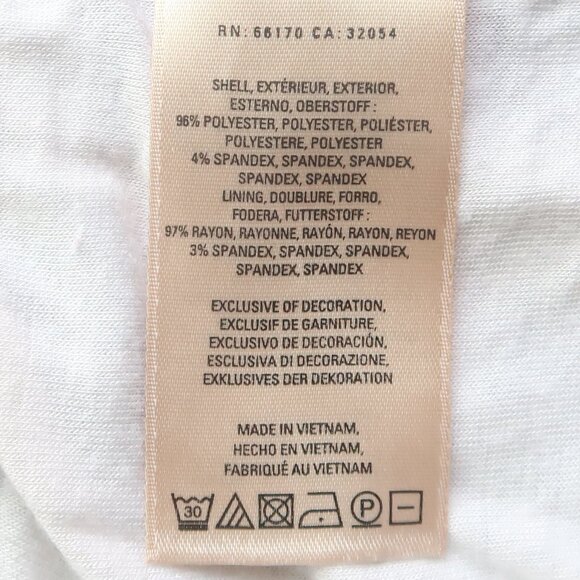 RN: 66170 CA: 32054
SHELL, EXTÉRIEUR, EXTERIOR,
ESTERNO, OBERSTOFF :
96% POLYESTER, POLYESTER, POLIÉSTER,
POLYESTERE, POLYESTER
4% SPANDEX, SPANDEX, SPANDEX,
SPANDEX, SPANDEX
LINING, DOUBLURE, FORRO,
FODERA, FUTTERSTOFF :
97% RAYON, RAYONNE, RAYÓN, RAYON, REYON
3% SPANDEX, SPANDEX, SPANDEX,
SPANDEX, SPANDEX
EXCLUSIVE OF DECORATION,
EXCLUSIF DE GARNITURE,
EXCLUSIVO DE DECORACIÓN,
ESCLUSIVA DI DECORAZIONE,
EXKLUSIVES DER DEKORATION
MADE IN VIETNAM,
HECHO EN VIETNAM,
FABRIQUÉ AU VIETNAM
30 P